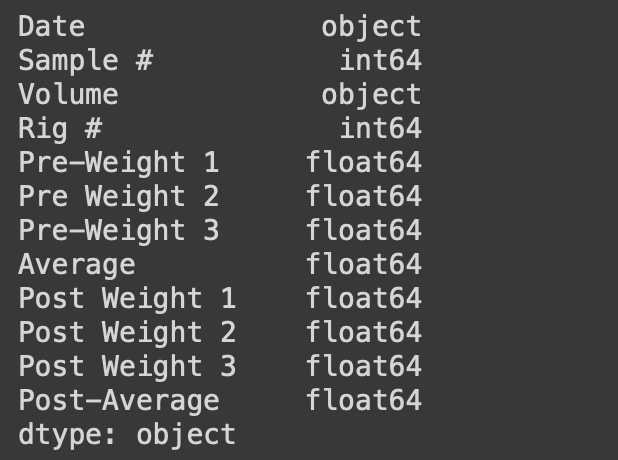 Date object
Sample # int64
Volume object
Rig # int64
Pre-Weight 1 float64
Pre Weight 2 float64
Pre-Weight 3 float64
Average float64
Post Weight 1 float64
Post Weight 2 float64
Post Weight 3 float64
Post-Average float64
dtype: object